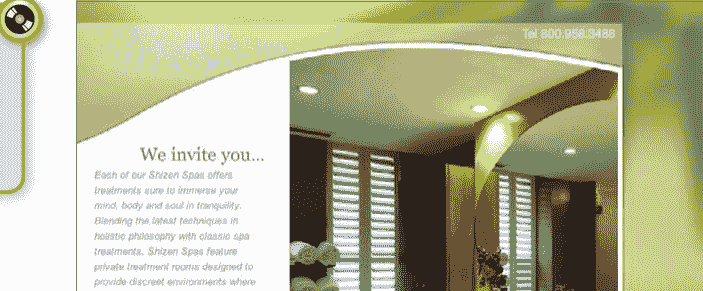 Tel 800.956.3488
We invite you...
Each of our Shizen Spas offers
treatments sure to immerse your
mind, body and soul in tranquility.
Blending the latest techniques in
holistic philosophy with classic spa
treatments. Shizen Spas feature
private treatment rooms designed to
provide discreet environments where